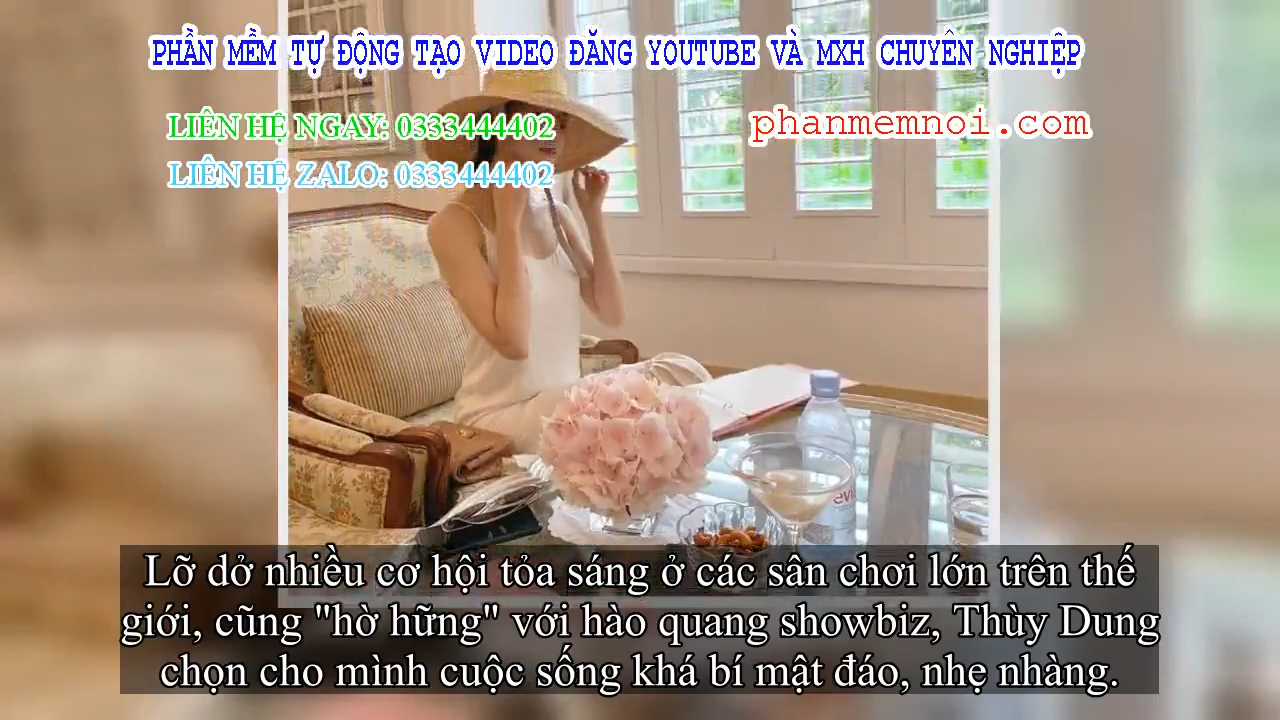 PHẦN MỀM TỰ ĐỘNG TẠO VIDEO ĐĂNG YOUTUBE VÀ MXH CHUYÊN NGHIỆP
LIÊN HỆ NGAY: 0333444402
phanmemnoi.com
LIÊN HỆ ZALO: 0333444402
evi
Lỡ dở nhiều cơ hội tỏa sáng ở các sân chơi lớn trên thế
giới, cũng "hờ hững" với hào quang showbiz, Thùy Dung
chọn cho mình cuộc sống khá bí mật đáo, nhẹ nhàng.